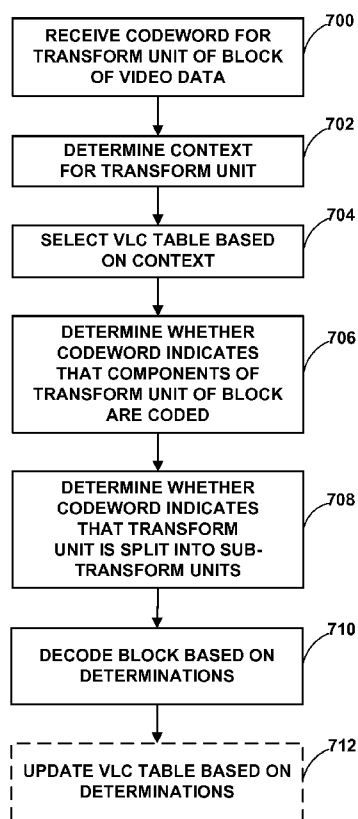 700
RECEIVE CODEWORD FOR
TRANSFORM UNIT OF BLOCK
OF VIDEO DATA
702
DETERMINE CONTEXT
FOR TRANSFORM UNIT
704
SELECT VLC TABLE BASED
ON CONTEXT
706
DETERMINE WHETHER
CODEWORD INDICATES
THAT COMPONENTS OF
TRANSFORM UNIT OF BLOCK
ARE CODED
708
DETERMINE WHETHER
CODEWORD INDICATES
THAT TRANSFORM
UNIT IS SPLIT INTO SUB-
TRANSFORM UNITS
710
DECODE BLOCK BASED ON
DETERMINATIONS
712
UPDATE VLC TABLE BASED ON
DETERMINATIONS